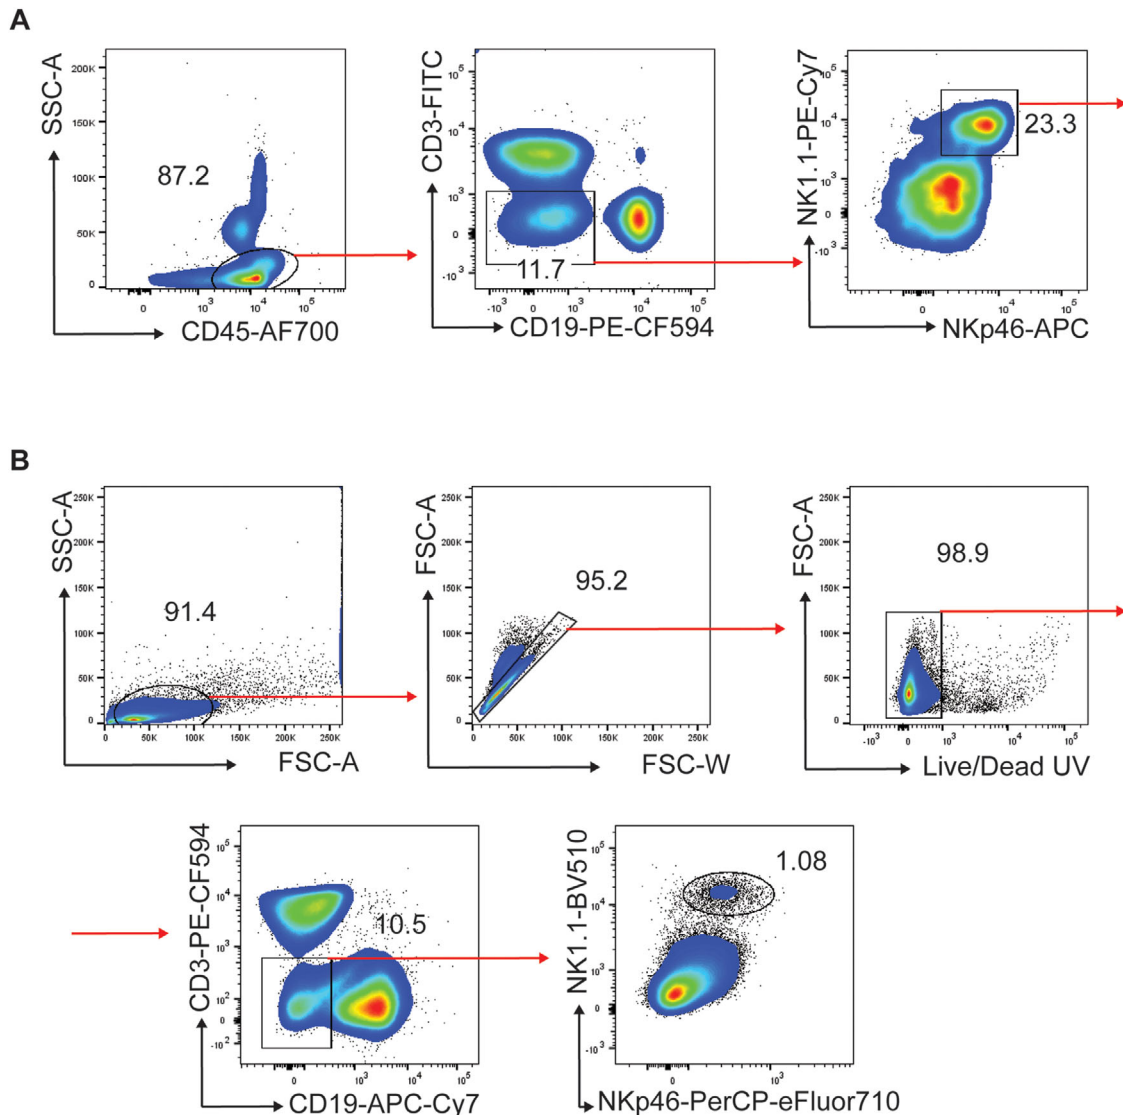 A
SSC-A
200K
150K
100K
50K
0
87.2
0
10³
10⁴
10⁵
CD45-AF700
CD3-FITC
10⁵
10⁴
10³
0
-10³
11.7
-10³
0
10³
10⁴
10⁵
CD19-PE-CF594
NK1.1-PE-Cy7
10⁵
10⁴
10³
0
-10³
23.3
0
10⁴
10⁵
NKp46-APC
B
SSC-A
250K
200K
150K
100K
50K
0
91.4
0
50K
100K
150K
200K
250K
FSC-A
FSC-A
250K
200K
150K
100K
50K
0
95.2
0
50K
100K
150K
200K
250K
FSC-W
FSC-A
250K
200K
150K
100K
50K
0
98.9
-10³
0
10³
10⁴
10⁵
Live/Dead UV
CD3-PE-CF594
10⁵
10⁴
10³
10²
0
-10²
10.5
0
10³
10⁴
10⁵
CD19-APC-Cy7
NK1.1-BV510
10⁵
10⁴
10³
0
-10³
1.08
0
10³
NKp46-PerCP-eFluor710